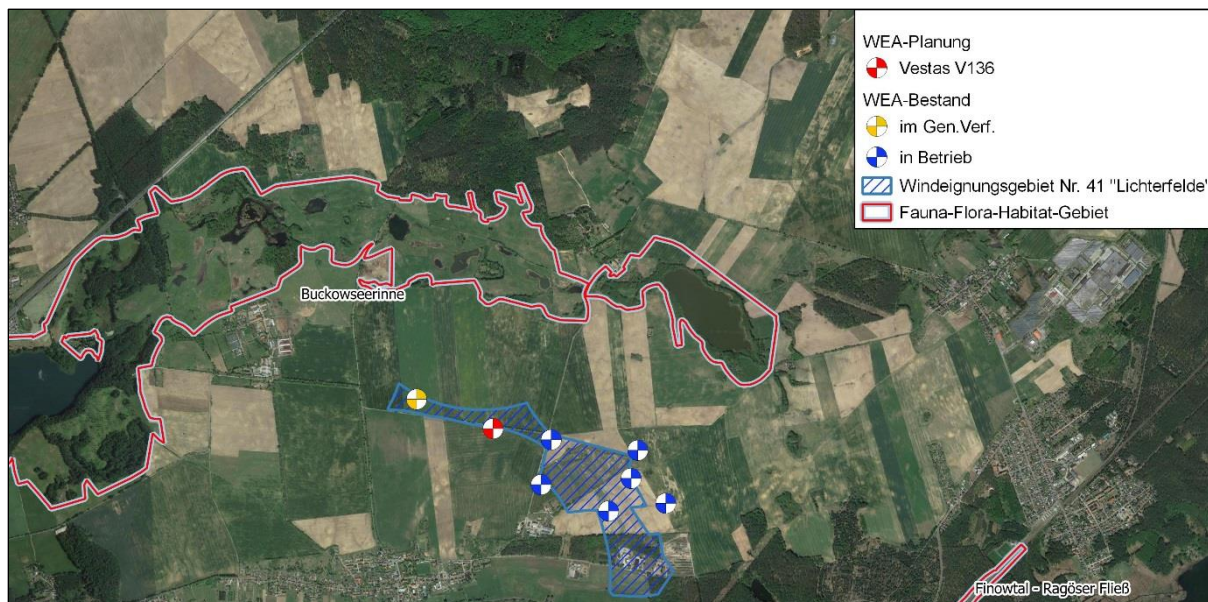 WEA-Planung
Vestas V136
WEA-Bestand
im Gen.Verf.
in Betrieb
Windeignungsgebiet Nr. 41 "Lichterfelde"
Fauna-Flora-Habitat-Gebiet
Buckowseerinne
Finowtal - Ragöser Fließ